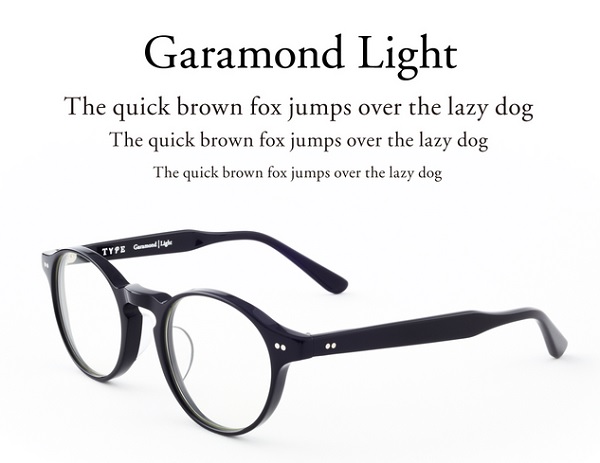 Garamond Light
The quick brown fox jumps over the lazy dog
The quick brown fox jumps over the lazy dog
The quick brown fox jumps over the lazy dog
TYPE Garamond | Light